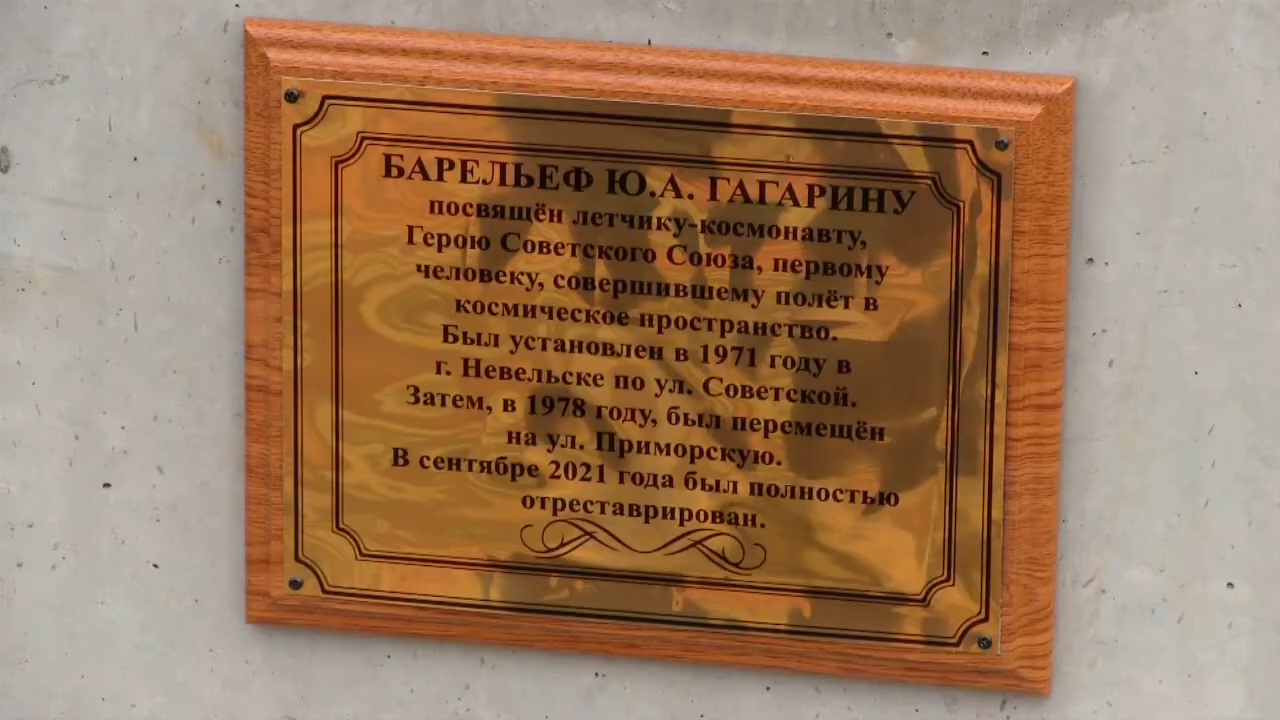 БАРЕЛЬЕФ Ю.А. ГАГАРИНУ
посвящён летчику-космонавту,
Герою Советского Союза, первому
человеку, совершившему полёт в
космическое пространство.
Был установлен в 1971 году в
г. Невельске по ул. Советской.
Затем, в 1978 году, был перемещён
на ул. Приморскую.
В сентябре 2021 года был полностью
отреставрирован.